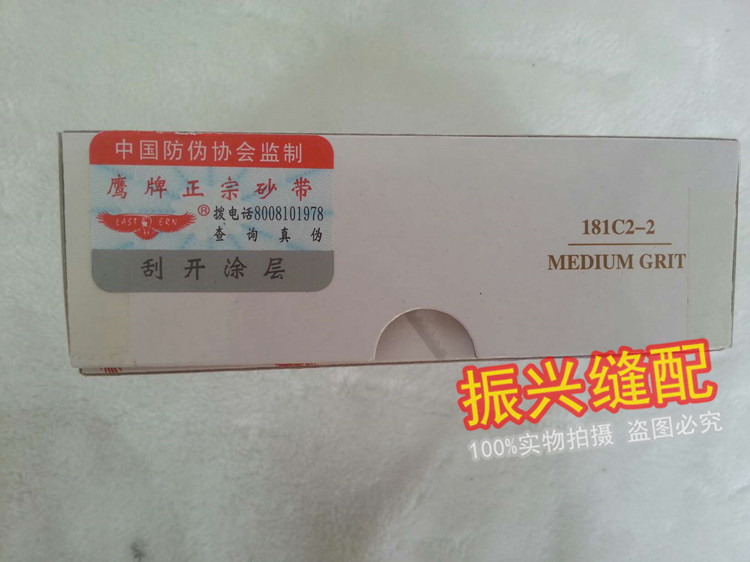 中国防伪协会监制
鹰牌正宗砂带
EASTERN
®拨电话8008101978
查询真伪
刮开涂层
181C2-2
MEDIUM GRIT
振兴缝配
100%实物拍摄 盗图必究